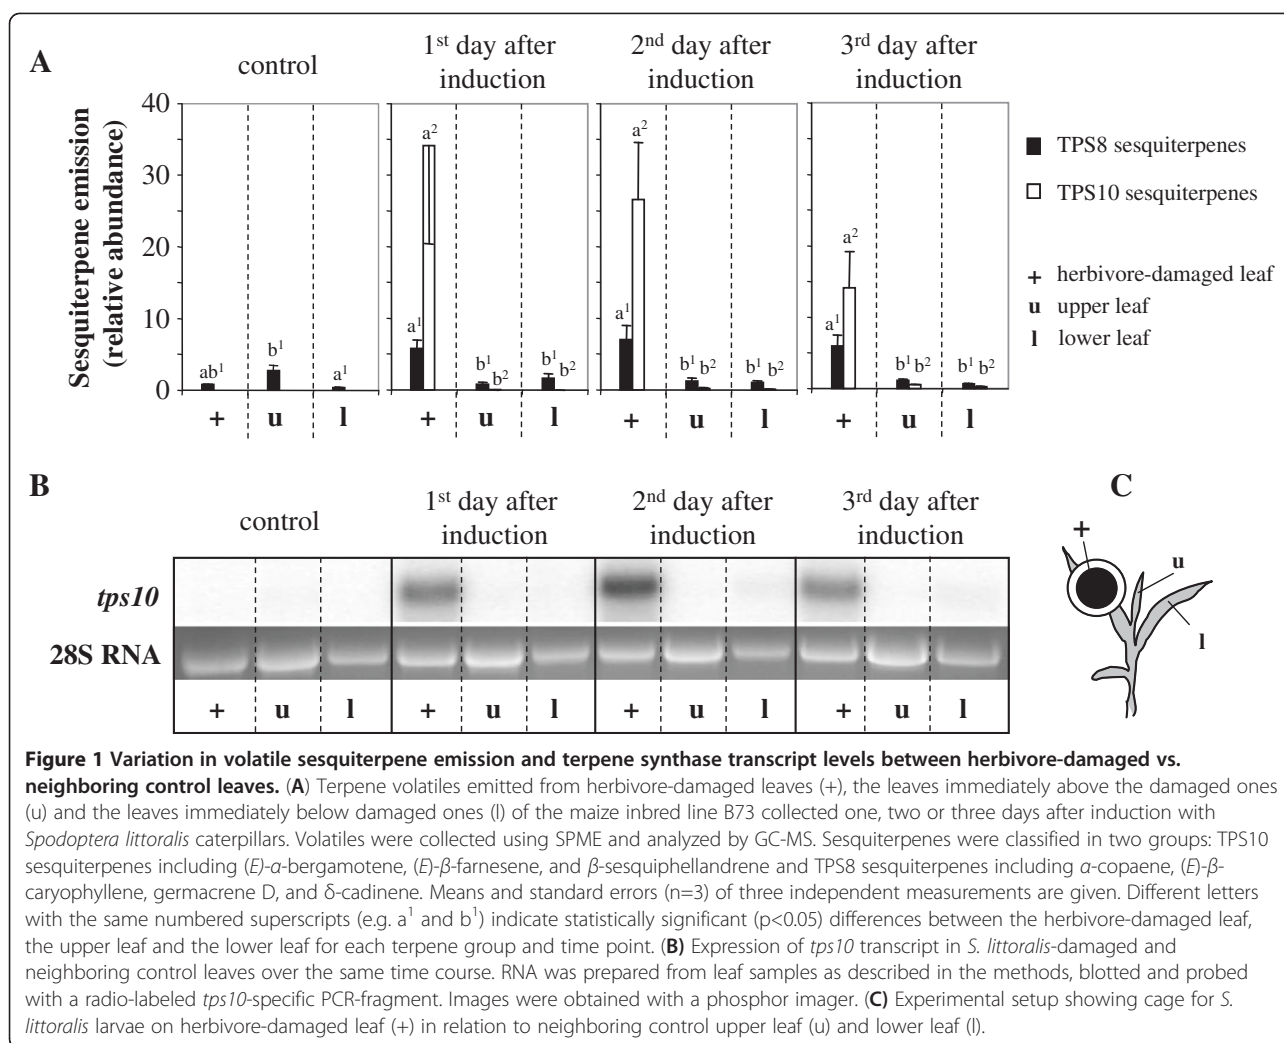 A
control
1st day after
induction
2nd day after
induction
3rd day after
induction
Sesquiterpene emission
(relative abundance)
40
30
20
10
0
ab1
b1
a1
a1
a2
b1
b2
b1
b2
a1
a2
b1
b2
b1
b2
a1
a2
b1
b2
b1
b2
+ u l + u l + u l + u l
TPS8 sesquiterpenes
TPS10 sesquiterpenes
+ herbivore-damaged leaf
u upper leaf
l lower leaf
B
control
1st day after
induction
2nd day after
induction
3rd day after
induction
tps10
28S RNA
+ u l + u l + u l + u l
C
+
u
l
Figure 1 Variation in volatile sesquiterpene emission and terpene synthase transcript levels between herbivore-damaged vs.
neighboring control leaves. (A) Terpene volatiles emitted from herbivore-damaged leaves (+), the leaves immediately above the damaged ones
(u) and the leaves immediately below damaged ones (l) of the maize inbred line B73 collected one, two or three days after induction with
Spodoptera littoralis caterpillars. Volatiles were collected using SPME and analyzed by GC-MS. Sesquiterpenes were classified in two groups: TPS10
sesquiterpenes including (E)-α-bergamotene, (E)-β-farnesene, and β-sesquiphellandrene and TPS8 sesquiterpenes including α-copaene, (E)-β-
caryophyllene, germacrene D, and δ-cadinene. Means and standard errors (n=3) of three independent measurements are given. Different letters
with the same numbered superscripts (e.g. a1 and b1) indicate statistically significant (p<0.05) differences between the herbivore-damaged leaf,
the upper leaf and the lower leaf for each terpene group and time point. (B) Expression of tps10 transcript in S. littoralis-damaged and
neighboring control leaves over the same time course. RNA was prepared from leaf samples as described in the methods, blotted and probed
with a radio-labeled tps10-specific PCR-fragment. Images were obtained with a phosphor imager. (C) Experimental setup showing cage for S.
littoralis larvae on herbivore-damaged leaf (+) in relation to neighboring control upper leaf (u) and lower leaf (l).